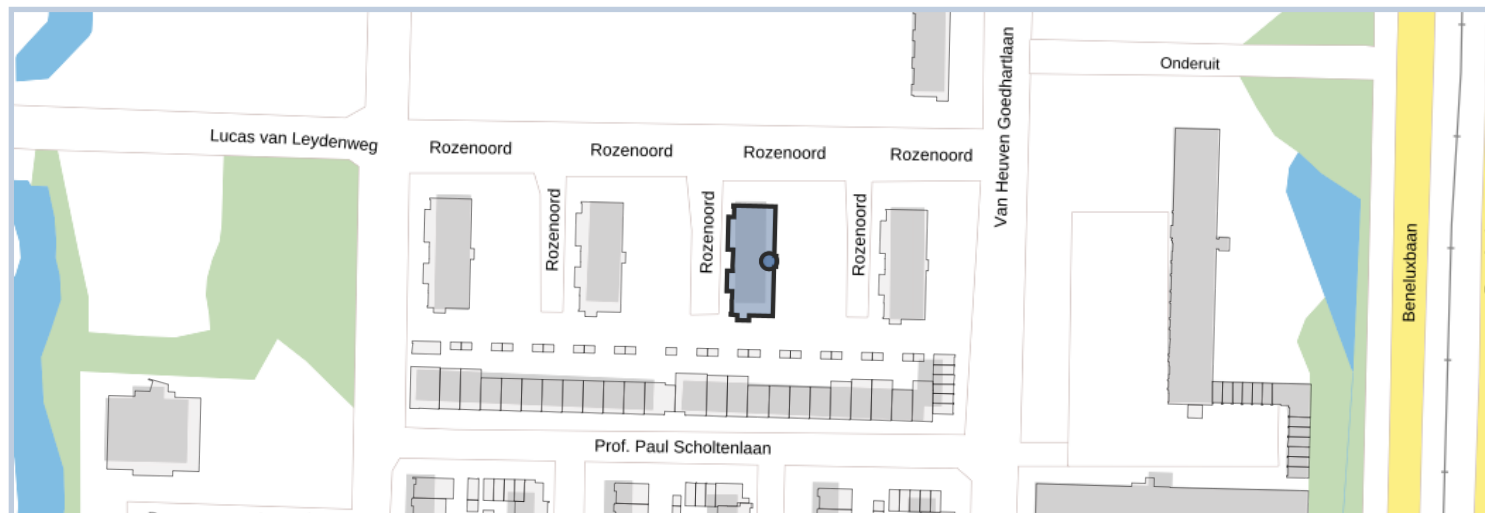 Onderuit
Van Heuven Goedhartlaan
Lucas van Leydenweg
Rozenoord
Rozenoord
Rozenoord
Rozenoord
Rozenoord
Rozenoord
Rozenoord
Beneluxbaan
Prof. Paul Scholtenlaan